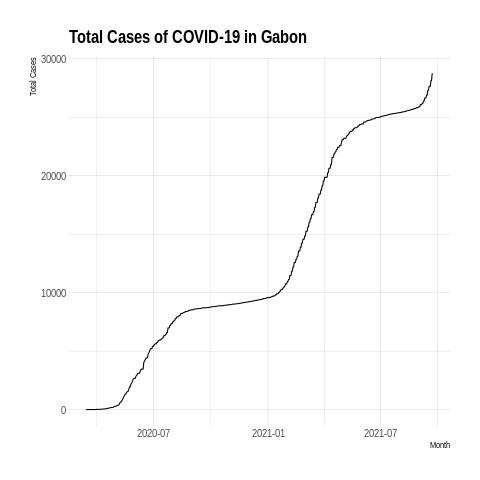 Total Cases of COVID-19 in Gabon
Total Cases
30000
20000
10000
0
2020-07 2021-01 2021-07
Month